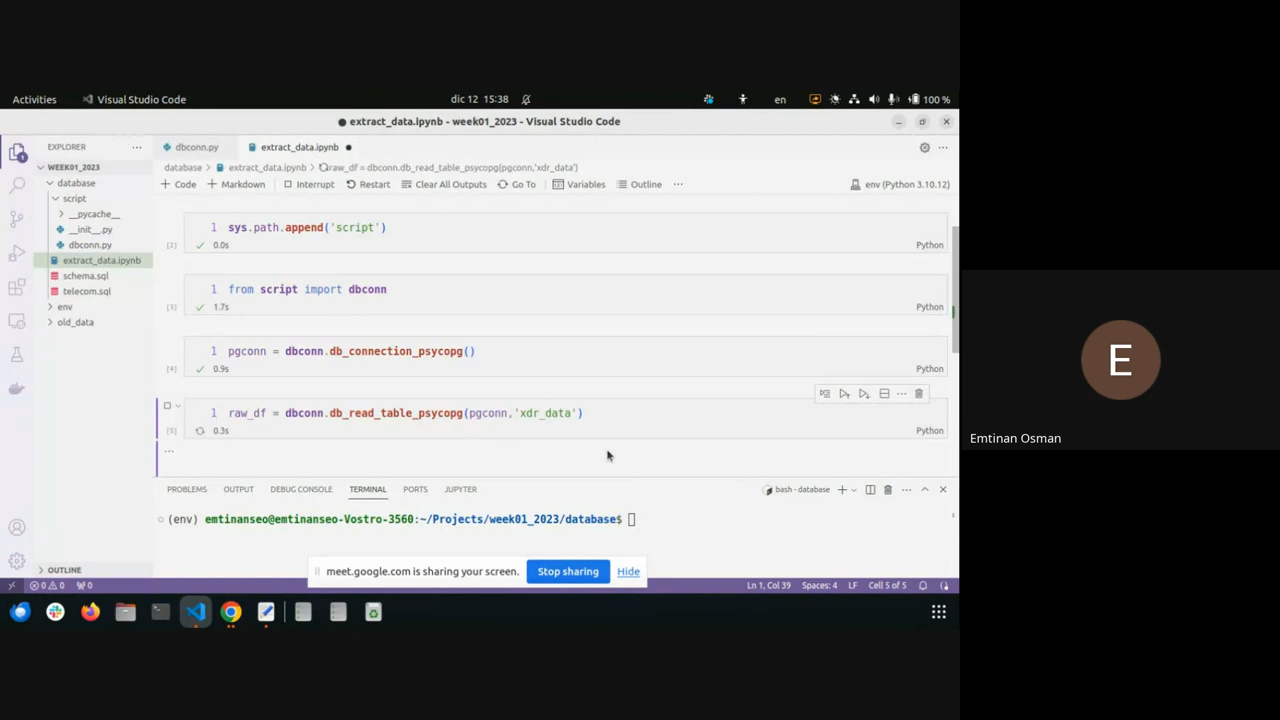 Activities
Visual Studio Code
dic 12 15:38
en
100 %
● extract_data.ipynb - week01_2023 - Visual Studio Code
EXPLORER
dbconn.py
extract_data.ipynb ●
WEEK01_2023
database > extract_data.ipynb > raw_df = dbconn.db_read_table_psycopg(pgconn,'xdr_data')
database
script
__pycache__
__init__.py
dbconn.py
extract_data.ipynb
schema.sql
telecom.sql
env
old_data
OUTLINE
+ Code + Markdown Interrupt Restart Clear All Outputs Go To Variables Outline ... env (Python 3.10.12)
1 sys.path.append('script')
[2] 0.0s Python
1 from script import dbconn
[3] 1.7s Python
1 pgconn = dbconn.db_connection_psycopg()
[4] 0.9s Python
1 raw_df = dbconn.db_read_table_psycopg(pgconn,'xdr_data')
[5] 0.3s Python
...
PROBLEMS OUTPUT DEBUG CONSOLE TERMINAL PORTS JUPYTER bash - database
(env) emtinanseo@emtinanseo-Vostro-3560:~/Projects/week01_2023/database$
meet.google.com is sharing your screen. Stop sharing Hide
0 0 0 Ln 1, Col 39 Spaces: 4 LF Cell 5 of 5
E
Emtinan Osman